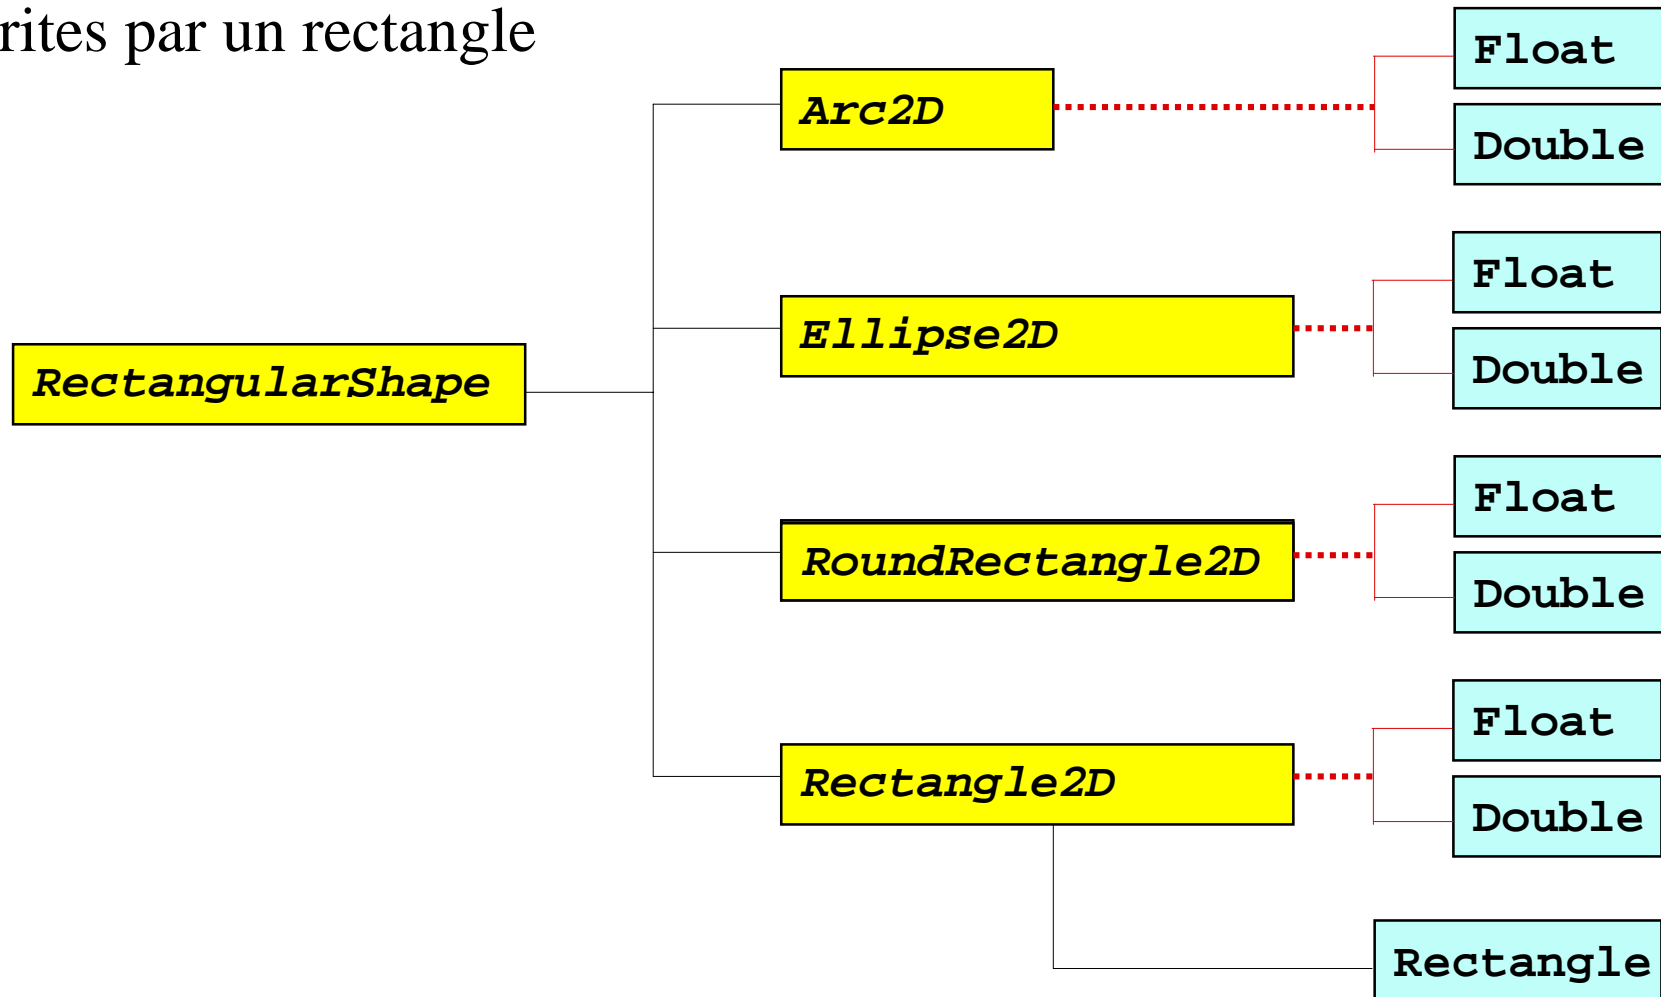 rites par un rectangle
Float
Arc2D
Double
Float
Ellipse2D
Double
RectangularShape
Float
RoundRectangle2D
Double
Float
Rectangle2D
Double
Rectangle